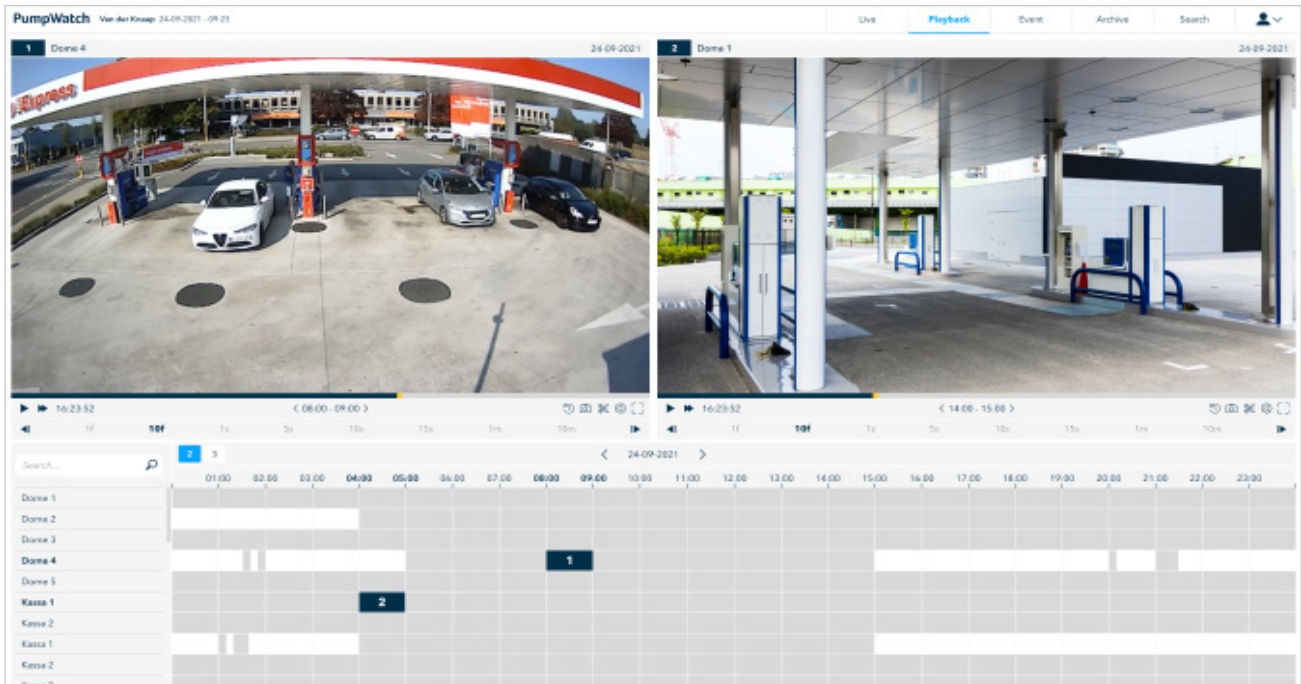 PumpWatch Van der Knaap 24-09-2021 - 09:23 Live Playback Event Archive Search
1 Dome 4 24-09-2021
2 Dome 1 24-09-2021
Express
16:23:52 < 08:00 - 09:00 >
16:23:52 < 14:00 - 15:00 >
1f 10f 1s 5s 10s 15s 1m 10m
1f 10f 1s 5s 10s 15s 1m 10m
Search... 2 3 < 24-09-2021 >
01:00 02:00 03:00 04:00 05:00 06:00 07:00 08:00 09:00 10:00 11:00 12:00 13:00 14:00 15:00 16:00 17:00 18:00 19:00 20:00 21:00 22:00 23:00
Dome 1
Dome 2
Dome 3
Dome 4 1
Dome 5
Kassa 1 2
Kassa 2
Kassa 1
Kassa 2